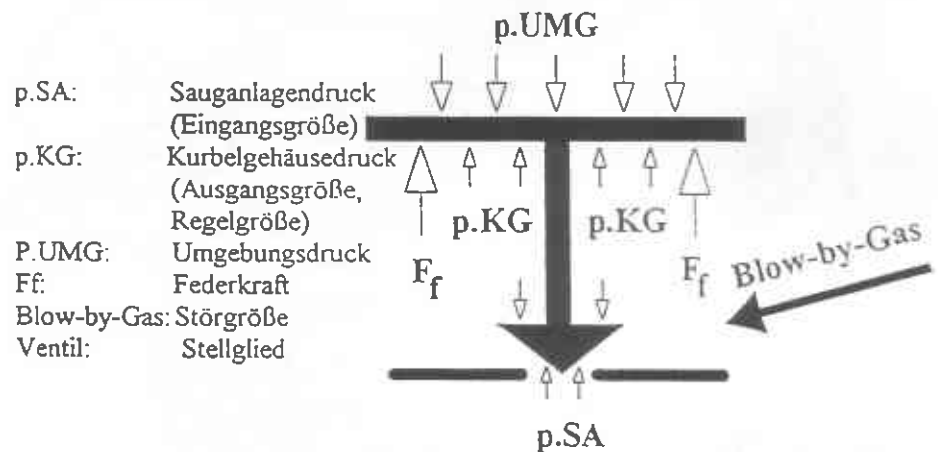 p.UMG
p.SA: Sauganlagendruck
(Eingangsgröße)
p.KG: Kurbelgehäusedruck
(Ausgangsgröße,
Regelgröße)
P.UMG: Umgebungsdruck
Ff: Federkraft
Blow-by-Gas: Störgröße
Ventil: Stellglied
p.KG p.KG
Ff Ff
Blow-by-Gas
p.SA